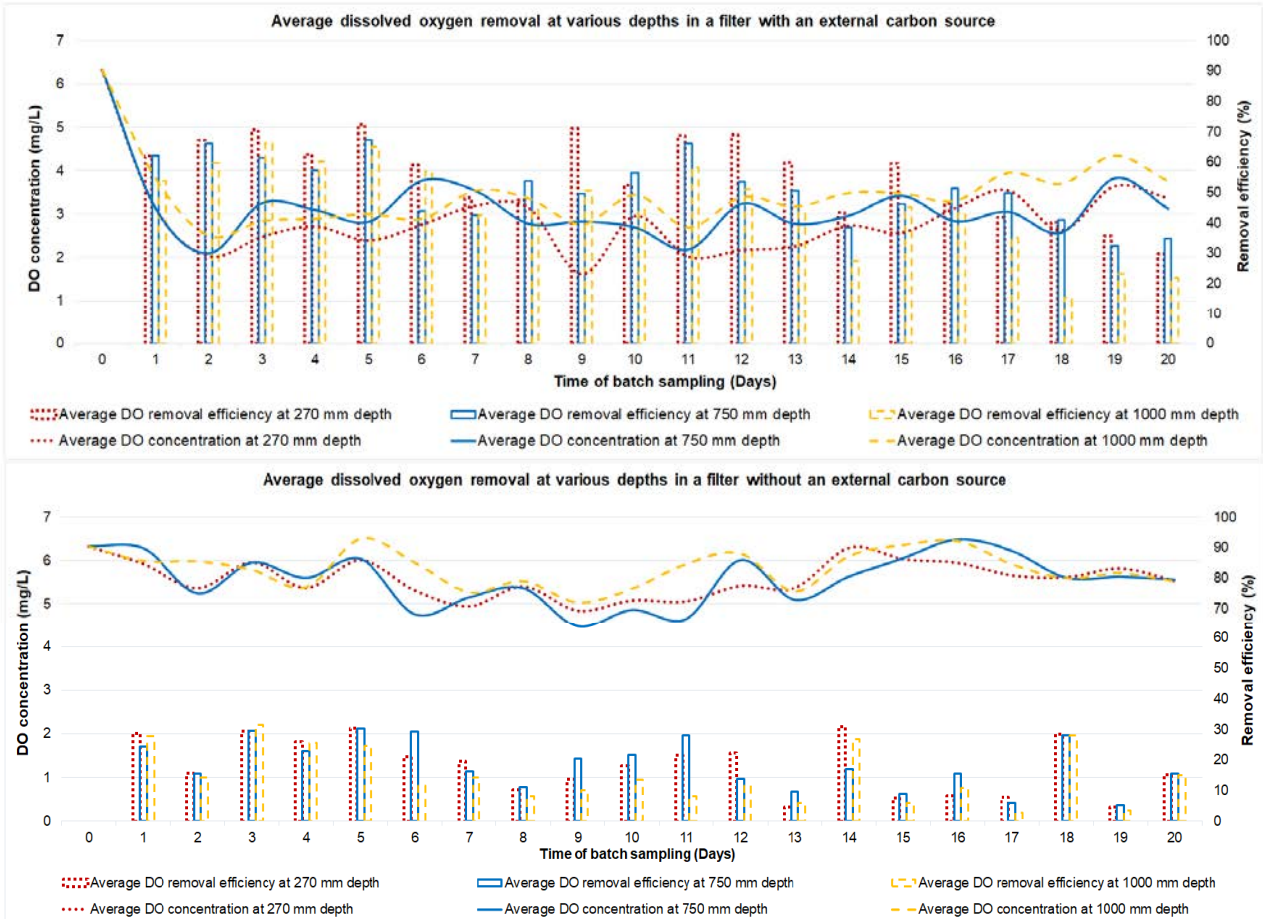 Average dissolved oxygen removal at various depths in a filter with an external carbon source
7 100
90
6 80
5 70
60
4
50
3 40
2 30
20
1
10
0 0
DO concentration (mg/L)
Removal efficiency (%)
0 1 2 3 4 5 6 7 8 9 10 11 12 13 14 15 16 17 18 19 20
Time of batch sampling (Days)
Average DO removal efficiency at 270 mm depth Average DO removal efficiency at 750 mm depth Average DO removal efficiency at 1000 mm depth
Average DO concentration at 270 mm depth Average DO concentration at 750 mm depth Average DO concentration at 1000 mm depth
Average dissolved oxygen removal at various depths in a filter without an external carbon source
7 100
90
6 80
5 70
60
4
50
3 40
2 30
20
1
10
0 0
DO concentration (mg/L)
Removal efficiency (%)
0 1 2 3 4 5 6 7 8 9 10 11 12 13 14 15 16 17 18 19 20
Time of batch sampling (Days)
Average DO removal efficiency at 270 mm depth Average DO removal efficiency at 750 mm depth Average DO removal efficiency at 1000 mm depth
Average DO concentration at 270 mm depth Average DO concentration at 750 mm depth Average DO concentration at 1000 mm depth